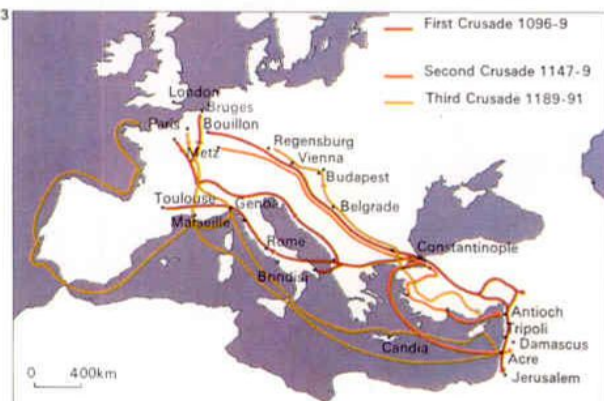 3
First Crusade 1096-9
Second Crusade 1147-9
Third Crusade 1189-91
London
Bruges
Paris
Bouillon
Metz
Regensburg
Vienna
Budapest
Toulouse
Genoa
Belgrade
Marseille
Rome
Constantinople
Brindisi
Antioch
Tripoli
Candia
Damascus
Acre
Jerusalem
0 400km